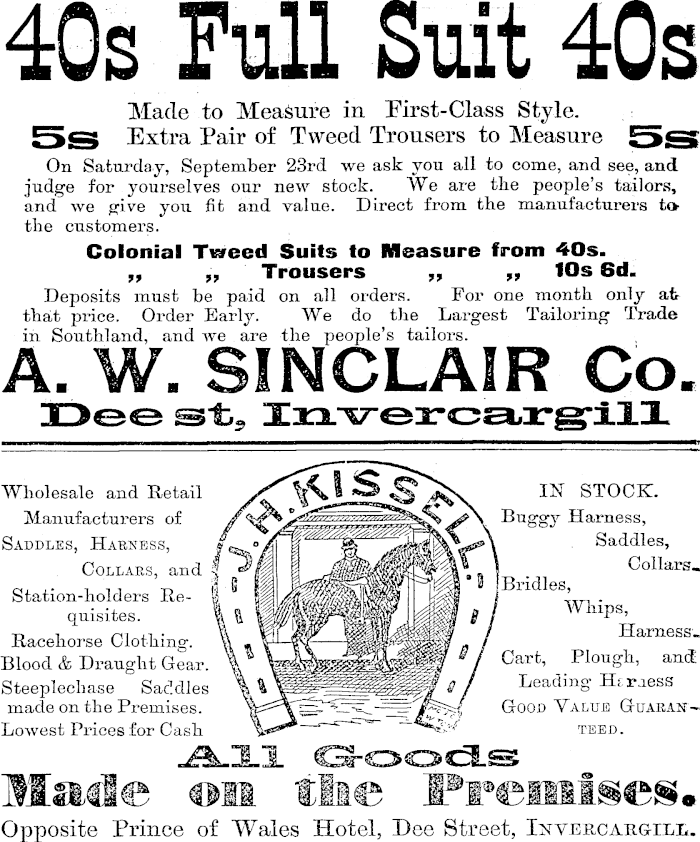 40s Full Suit 40s
Made to Measure in First-Class Style.
5s Extra Pair of Tweed Trousers to Measure 5s
On Saturday, September 23rd we ask you all to come, and see, and
judge for yourselves our new stock. We are the people's tailors,
and we give you fit and value. Direct from the manufacturers to
the customers.
Colonial Tweed Suits to Measure from 40s.
,, ,, Trousers ,, ,, 10s 6d.
Deposits must be paid on all orders. For one month only at
that price. Order Early. We do the Largest Tailoring Trade
in Southland, and we are the people's tailors.
A. W. SINCLAIR Co.
Dee st, Invercargill
J. H. KISSELL.
Wholesale and Retail
Manufacturers of
SADDLES, HARNESS,
COLLARS, and
Station-holders Re-
quisites.
Racehorse Clothing.
Blood & Draught Gear.
Steeplechase Saddles
made on the Premises.
Lowest Prices for Cash
IN STOCK.
Buggy Harness,
Saddles,
Collars.
Bridles,
Whips,
Harness.
Cart, Plough, and
Leading Harness
GOOD VALUE GUARAN-
TEED.
All Goods
Made on the Premises.
Opposite Prince of Wales Hotel, Dee Street, INVERCARGILL.